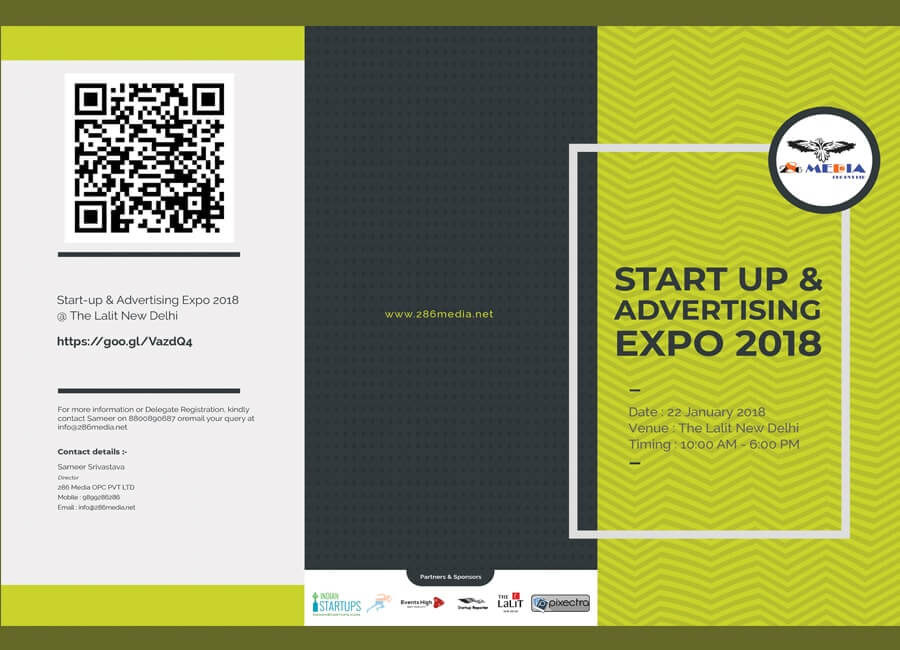 Start-up & Advertising Expo 2018
@ The Lalit New Delhi
https://goo.gl/VazdQ4
For more information or Delegate Registration, kindly
contact Sameer on 8800890687 oremail your query at
info@286media.net
Contact details :-
Sameer Srivastava
Director
286 Media OPC PVT LTD
Moblie : 9899286286
Email : info@286media.net
www.286media.net
Partners & Sponsors
INDIAN
STARTUPS
Events High
Startup Reporter
THE
LaLiT
pixectra
286 MEDIA
START UP &
ADVERTISING
EXPO 2018
Date : 22 January 2018
Venue : The Lalit New Delhi
Timing : 10:00 AM - 6:00 PM